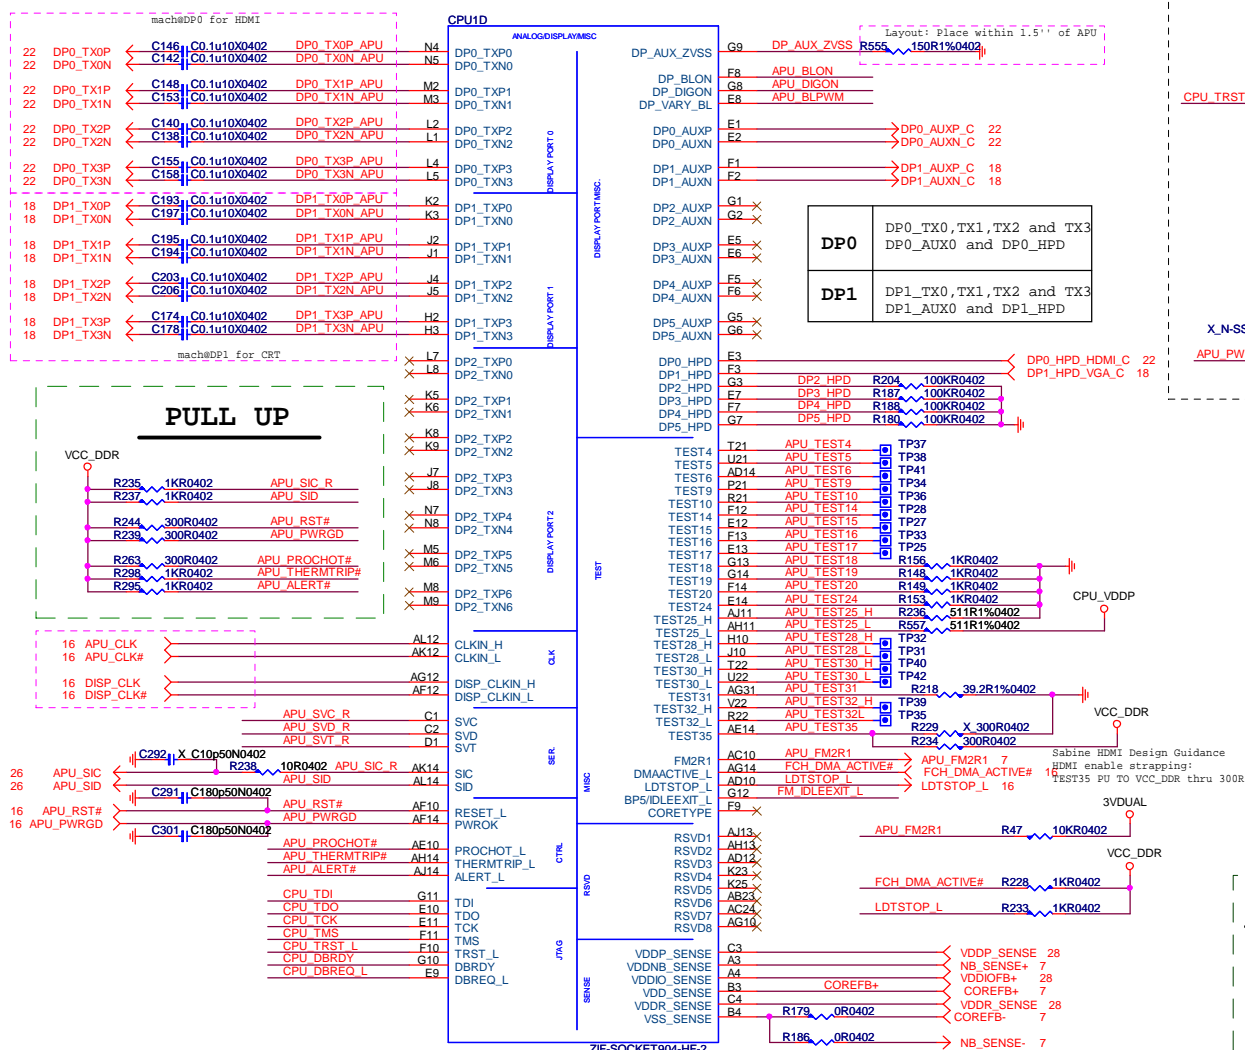 mach@DP0 for HDMI
22 DP0_TX0P C146 C0.1u10X0402 DP0_TX0P_APU N4 DP0_TXP0
22 DP0_TX0N C142 C0.1u10X0402 DP0_TX0N_APU N5 DP0_TXN0
22 DP0_TX1P C148 C0.1u10X0402 DP0_TX1P_APU M2 DP0_TXP1
22 DP0_TX1N C153 C0.1u10X0402 DP0_TX1N_APU M3 DP0_TXN1
22 DP0_TX2P C140 C0.1u10X0402 DP0_TX2P_APU L2 DP0_TXP2
22 DP0_TX2N C138 C0.1u10X0402 DP0_TX2N_APU L1 DP0_TXN2
22 DP0_TX3P C155 C0.1u10X0402 DP0_TX3P_APU L4 DP0_TXP3
22 DP0_TX3N C158 C0.1u10X0402 DP0_TX3N_APU L5 DP0_TXN3
18 DP1_TX0P C193 C0.1u10X0402 DP1_TX0P_APU K2 DP1_TXP0
18 DP1_TX0N C197 C0.1u10X0402 DP1_TX0N_APU K3 DP1_TXN0
18 DP1_TX1P C195 C0.1u10X0402 DP1_TX1P_APU J2 DP1_TXP1
18 DP1_TX1N C194 C0.1u10X0402 DP1_TX1N_APU J1 DP1_TXN1
18 DP1_TX2P C203 C0.1u10X0402 DP1_TX2P_APU J4 DP1_TXP2
18 DP1_TX2N C206 C0.1u10X0402 DP1_TX2N_APU J5 DP1_TXN2
18 DP1_TX3P C174 C0.1u10X0402 DP1_TX3P_APU H2 DP1_TXP3
18 DP1_TX3N C178 C0.1u10X0402 DP1_TX3N_APU H3 DP1_TXN3
mach@DP1 for CRT
L7 DP2_TXP0
L8 DP2_TXN0
K5 DP2_TXP1
K6 DP2_TXN1
K8 DP2_TXP2
K9 DP2_TXN2
J7 DP2_TXP3
J8 DP2_TXN3
N7 DP2_TXP4
N8 DP2_TXN4
M5 DP2_TXP5
M6 DP2_TXN5
M8 DP2_TXP6
M9 DP2_TXN6
PULL UP
VCC_DDR
R235 1KR0402 APU_SIC_R
R237 1KR0402 APU_SID
R244 300R0402 APU_RST#
R239 300R0402 APU_PWRGD
R263 300R0402 APU_PROCHOT#
R298 1KR0402 APU_THERMTRIP#
R295 1KR0402 APU_ALERT#
16 APU_CLK AL12 CLKIN_H
16 APU_CLK# AK12 CLKIN_L
16 DISP_CLK AG12 DISP_CLKIN_H
16 DISP_CLK# AF12 DISP_CLKIN_L
APU_SVC_R C1 SVC
APU_SVD_R C2 SVD
APU_SVT_R D1 SVT
C292 X_C10p50N0402
26 APU_SIC R238 10R0402 APU_SIC_R AK14 SIC
26 APU_SID APU_SID AL14 SID
C291 C180p50N0402
16 APU_RST# APU_RST# AF10 RESET_L
16 APU_PWRGD APU_PWRGD AF14 PWROK
C301 C180p50N0402
APU_PROCHOT# AE10 PROCHOT_L
APU_THERMTRIP# AH14 THERMTRIP_L
APU_ALERT# AJ14 ALERT_L
CPU_TDI G11 TDI
CPU_TDO E10 TDO
CPU_TCK E11 TCK
CPU_TMS F11 TMS
CPU_TRST_L F10 TRST_L
CPU_DBRDY G10 DBRDY
CPU_DBREQ_L E9 DBREQ_L
CPU1D
ANALOG/DISPLAY/MISC
DISPLAY PORT 0
DISPLAY PORT MISC.
DISPLAY PORT 1
DISPLAY PORT 2
TEST
CLK
SER.
MISC
CTRL
RSVD
JTAG
SENSE
ZIF-SOCKET904-HF-2
Layout: Place within 1.5'' of APU
DP_AUX_ZVSS G9 DP_AUX_ZVSS R555 150R1%0402
DP_BLON F8 APU_BLON
DP_DIGON G8 APU_DIGON
DP_VARY_BL E8 APU_BLPWM
DP0_AUXP E1 DP0_AUXP_C 22
DP0_AUXN E2 DP0_AUXN_C 22
DP1_AUXP F1 DP1_AUXP_C 18
DP1_AUXN F2 DP1_AUXN_C 18
DP2_AUXP G1
DP2_AUXN G2
DP3_AUXP E5
DP3_AUXN E6
DP4_AUXP F5
DP4_AUXN F6
DP5_AUXP G5
DP5_AUXN G6
DP0 DP0_TX0,TX1,TX2 and TX3
DP0_AUX0 and DP0_HPD
DP1 DP1_TX0,TX1,TX2 and TX3
DP1_AUX0 and DP1_HPD
DP0_HPD E3 DP0_HPD_HDMI_C 22
DP1_HPD F3 DP1_HPD_VGA_C 18
DP2_HPD G3 DP2_HPD R204 100KR0402
DP3_HPD E7 DP3_HPD R187 100KR0402
DP4_HPD F7 DP4_HPD R188 100KR0402
DP5_HPD G7 DP5_HPD R180 100KR0402
TEST4 T21 APU_TEST4 TP37
TEST5 U21 APU_TEST5 TP38
TEST6 AD14 APU_TEST6 TP41
TEST9 P21 APU_TEST9 TP34
TEST10 R21 APU_TEST10 TP36
TEST14 F12 APU_TEST14 TP28
TEST15 E12 APU_TEST15 TP27
TEST16 F13 APU_TEST16 TP33
TEST17 E13 APU_TEST17 TP25
TEST18 G13 APU_TEST18 R156 1KR0402
TEST19 G14 APU_TEST19 R148 1KR0402
TEST20 F14 APU_TEST20 R149 1KR0402
TEST24 E14 APU_TEST24 R153 1KR0402
TEST25_H AJ11 APU_TEST25_H R236 511R1%0402
TEST25_L AH11 APU_TEST25_L R557 511R1%0402
CPU_VDDP
TEST28_H H10 APU_TEST28_H TP32
TEST28_L J10 APU_TEST28_L TP31
TEST30_H T22 APU_TEST30_H TP40
TEST30_L U22 APU_TEST30_L TP42
TEST31 AG31 APU_TEST31 R218 39.2R1%0402
TEST32_H V22 APU_TEST32_H TP39
TEST32_L R22 APU_TEST32L TP35
TEST35 AE14 APU_TEST35 R229 X_300R0402
R234 300R0402
VCC_DDR
FM2R1 AC10 APU_FM2R1 APU_FM2R1 7
DMAACTIVE_L AG14 FCH_DMA_ACTIVE# FCH_DMA_ACTIVE# 16
LDTSTOP_L AD10 LDTSTOP_L LDTSTOP_L 16
BP5/IDLEEXIT_L G12 FM_IDLEEXIT_L
CORETYPE F9
Sabine HDMI Design Guidance
HDMI enable strapping:
TEST35 PU TO VCC_DDR thru 300R
RSVD1 AJ13
RSVD2 AH13
RSVD3 AD12
RSVD4 K23
RSVD5 K25
RSVD6 AB23
RSVD7 AC24
RSVD8 AG10
3VDUAL
APU_FM2R1 R47 10KR0402
VCC_DDR
FCH_DMA_ACTIVE# R228 1KR0402
LDTSTOP_L R233 1KR0402
VDDP_SENSE C3 VDDP_SENSE 28
VDDNB_SENSE A3 NB_SENSE+ 7
VDDIO_SENSE A4 VDDIOFB+ 28
VDD_SENSE B3 COREFB+ COREFB+ 7
VDDR_SENSE C4 VDDR_SENSE 28
VSS_SENSE B4 R179 0R0402 COREFB- 7
R186 0R0402 NB_SENSE- 7
CPU_TRST
X_N-SS
APU_PW